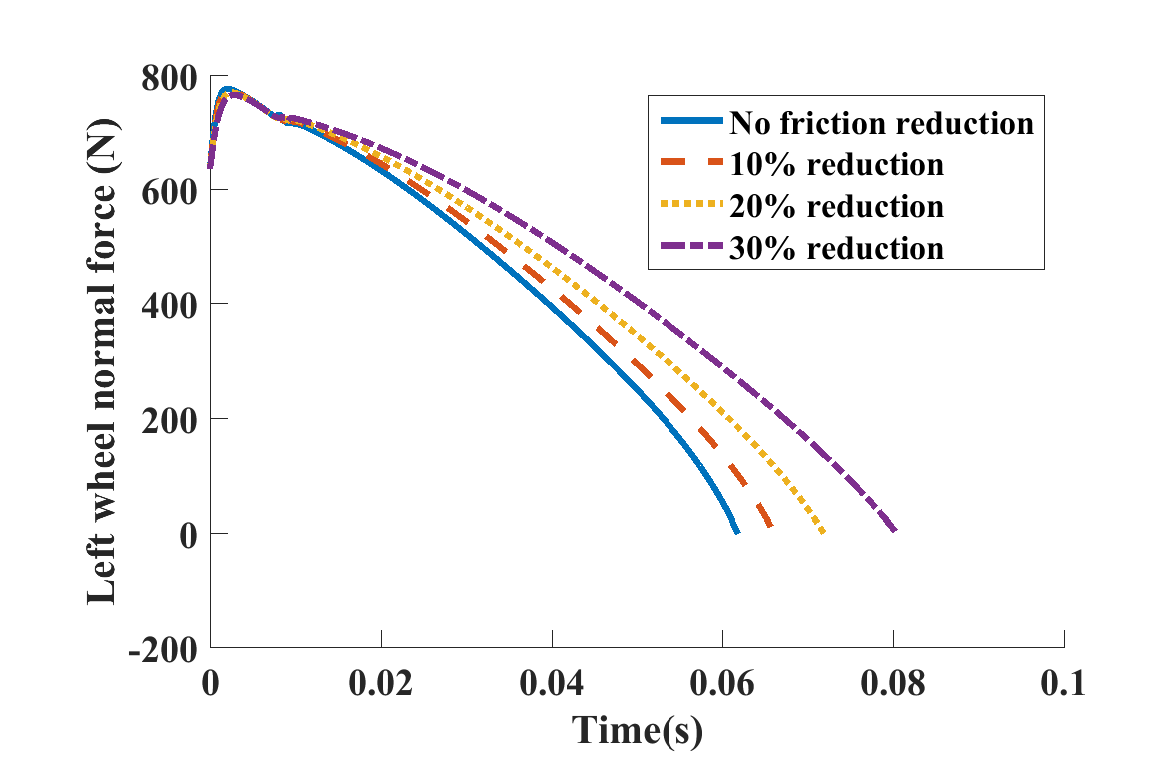 800
600
400
200
0
-200
Left wheel normal force (N)
No friction reduction
10% reduction
20% reduction
30% reduction
0 0.02 0.04 0.06 0.08 0.1
Time(s)